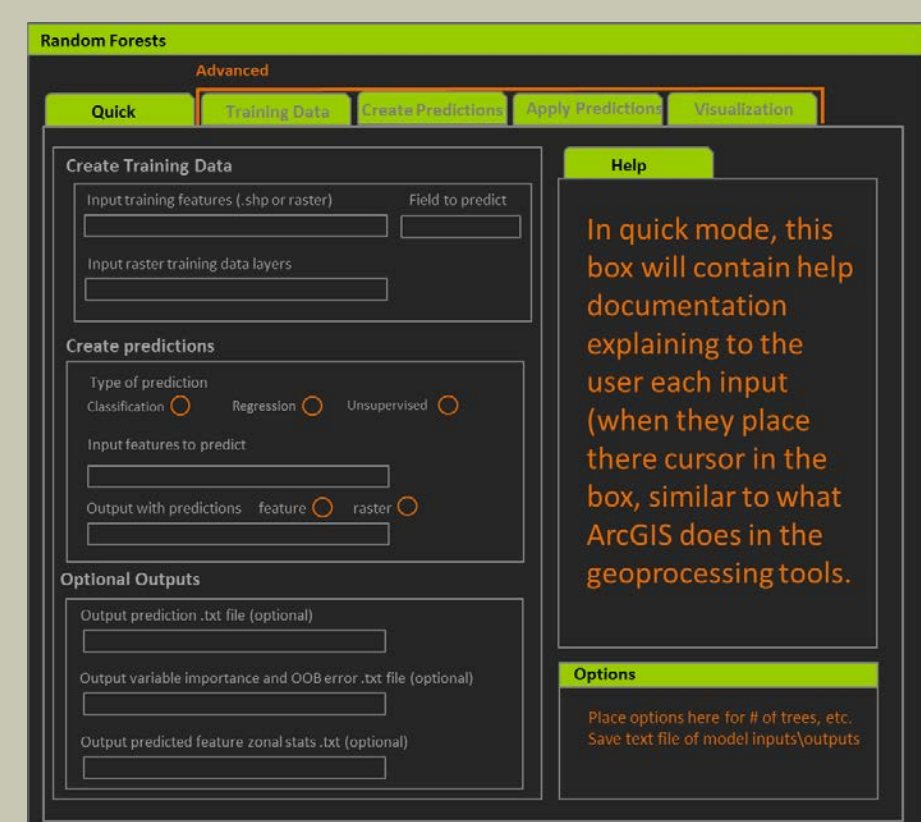 Random Forests
Advanced
Quick
Training Data
Create Predictions
Apply Predictions
Visualization
Create Training Data
Input training features (.shp or raster) Field to predict
Input raster training data layers
Create predictions
Type of prediction
Classification Regression Unsupervised
Input features to predict
Output with predictions feature raster
Optional Outputs
Output prediction .txt file (optional)
Output variable importance and OOB error .txt file (optional)
Output predicted feature zonal stats .txt (optional)
Help
In quick mode, this
box will contain help
documentation
explaining to the
user each input
(when they place
there cursor in the
box, similar to what
ArcGIS does in the
geoprocessing tools.
Options
Place options here for # of trees, etc.
Save text file of model inputs\outputs